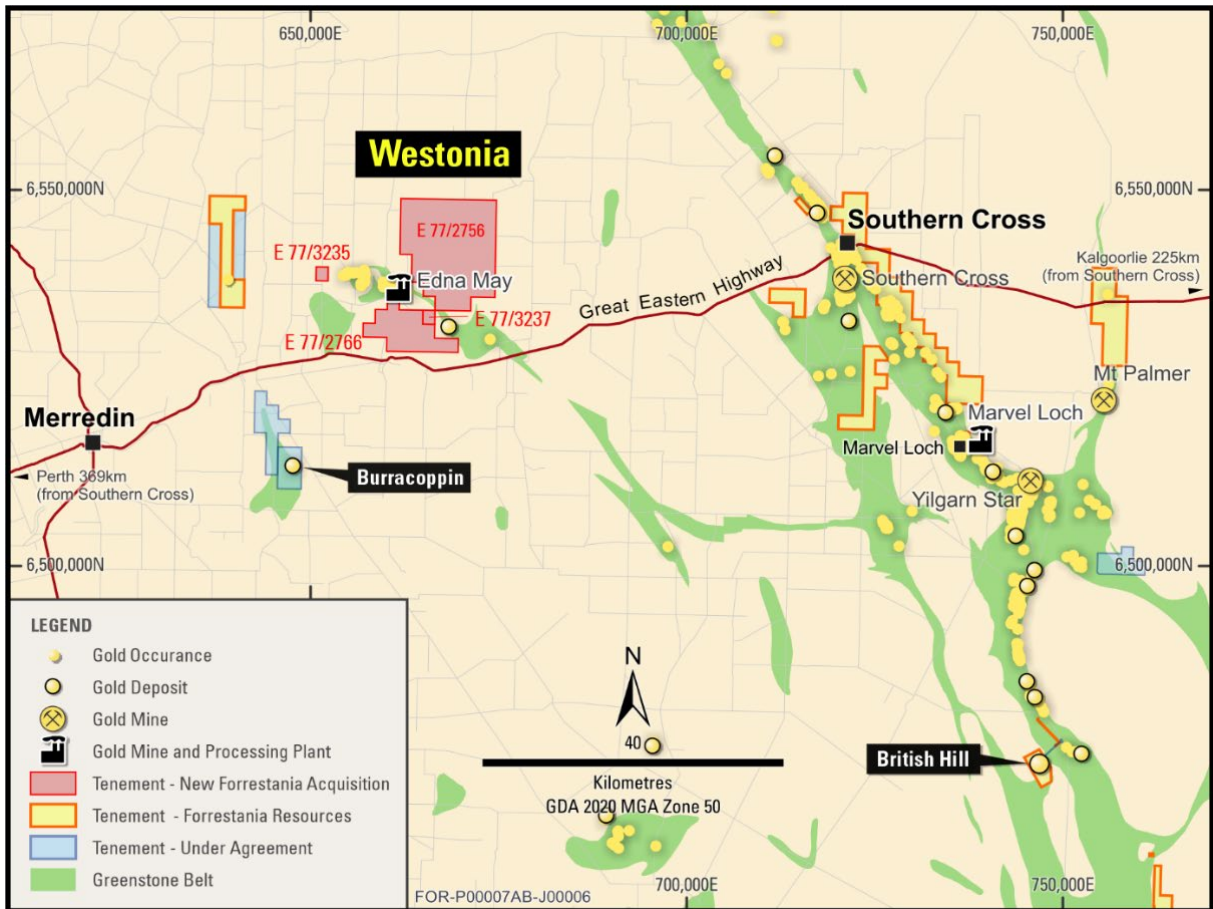 650,000E
700,000E
750,000E
Westonia
6,550,000N
6,550,000N
E 77/2756
Southern Cross
E 77/3235
Edna May
Southern Cross
Kalgoorlie 225km
(from Southern Cross)
Great Eastern Highway
E 77/3237
E 77/2766
Mt Palmer
Merredin
Marvel Loch
Marvel Loch
Perth 369km
(from Southern Cross)
Burracoppin
Yilgarn Star
6,500,000N
6,500,000N
LEGEND
Gold Occurance
Gold Deposit
Gold Mine
Gold Mine and Processing Plant
Tenement - New Forrestania Acquisition
Tenement - Forrestania Resources
Tenement - Under Agreement
Greenstone Belt
N
40
Kilometres
GDA 2020 MGA Zone 50
British Hill
FOR-P00007AB-J00006
700,000E
750,000E